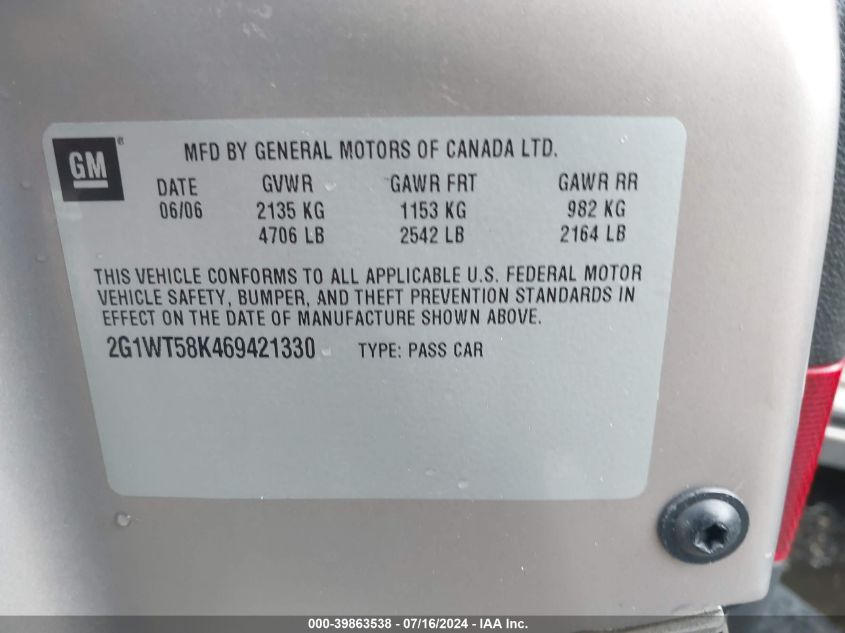 GM®
MFD BY GENERAL MOTORS OF CANADA LTD.
DATE GVWR GAWR FRT GAWR RR
06/06 2135 KG 1153 KG 982 KG
4706 LB 2542 LB 2164 LB
THIS VEHICLE CONFORMS TO ALL APPLICABLE U.S. FEDERAL MOTOR
VEHICLE SAFETY, BUMPER, AND THEFT PREVENTION STANDARDS IN
EFFECT ON THE DATE OF MANUFACTURE SHOWN ABOVE.
2G1WT58K469421330 TYPE: PASS CAR
000-39863538 - 07/16/2024 - IAA Inc.